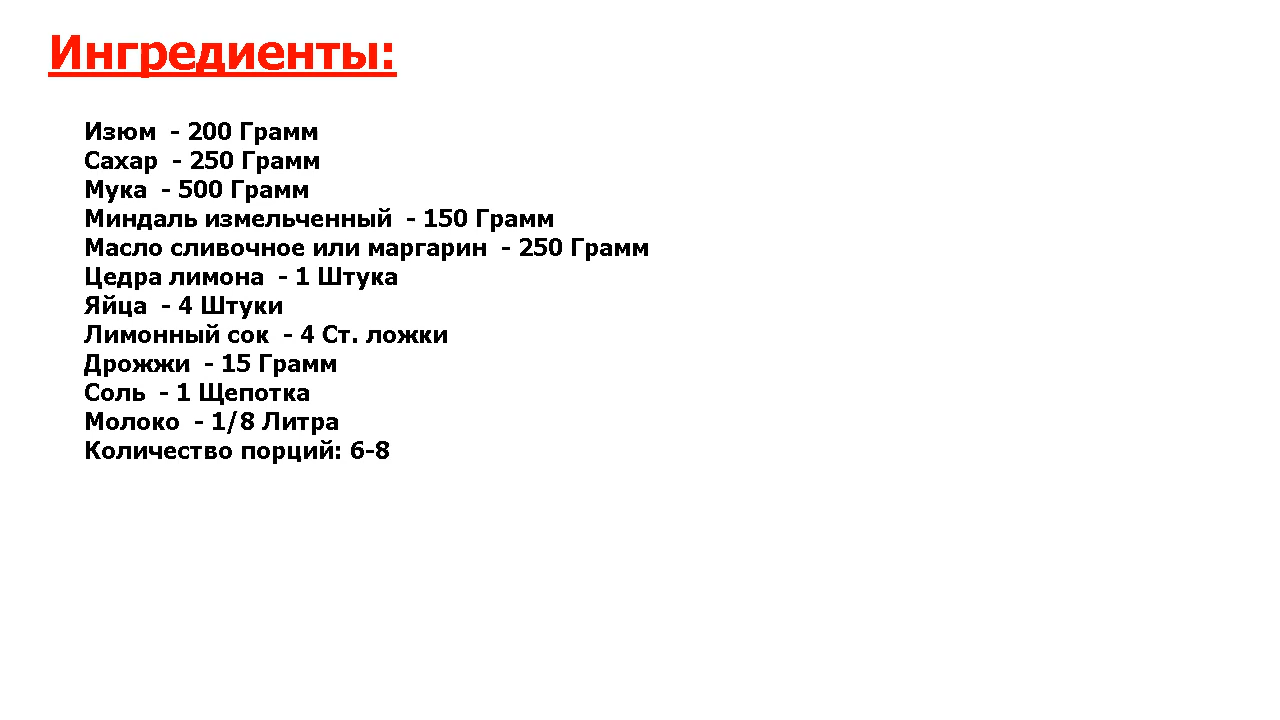 Ингредиенты:
Изюм - 200 Грамм
Сахар - 250 Грамм
Мука - 500 Грамм
Миндаль измельченный - 150 Грамм
Масло сливочное или маргарин - 250 Грамм
Цедра лимона - 1 Штука
Яйца - 4 Штуки
Лимонный сок - 4 Ст. ложки
Дрожжи - 15 Грамм
Соль - 1 Щепотка
Молоко - 1/8 Литра
Количество порций: 6-8